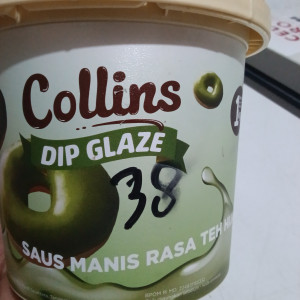 Collins
DIP GLAZE
38
SAUS MANIS RASA TEH